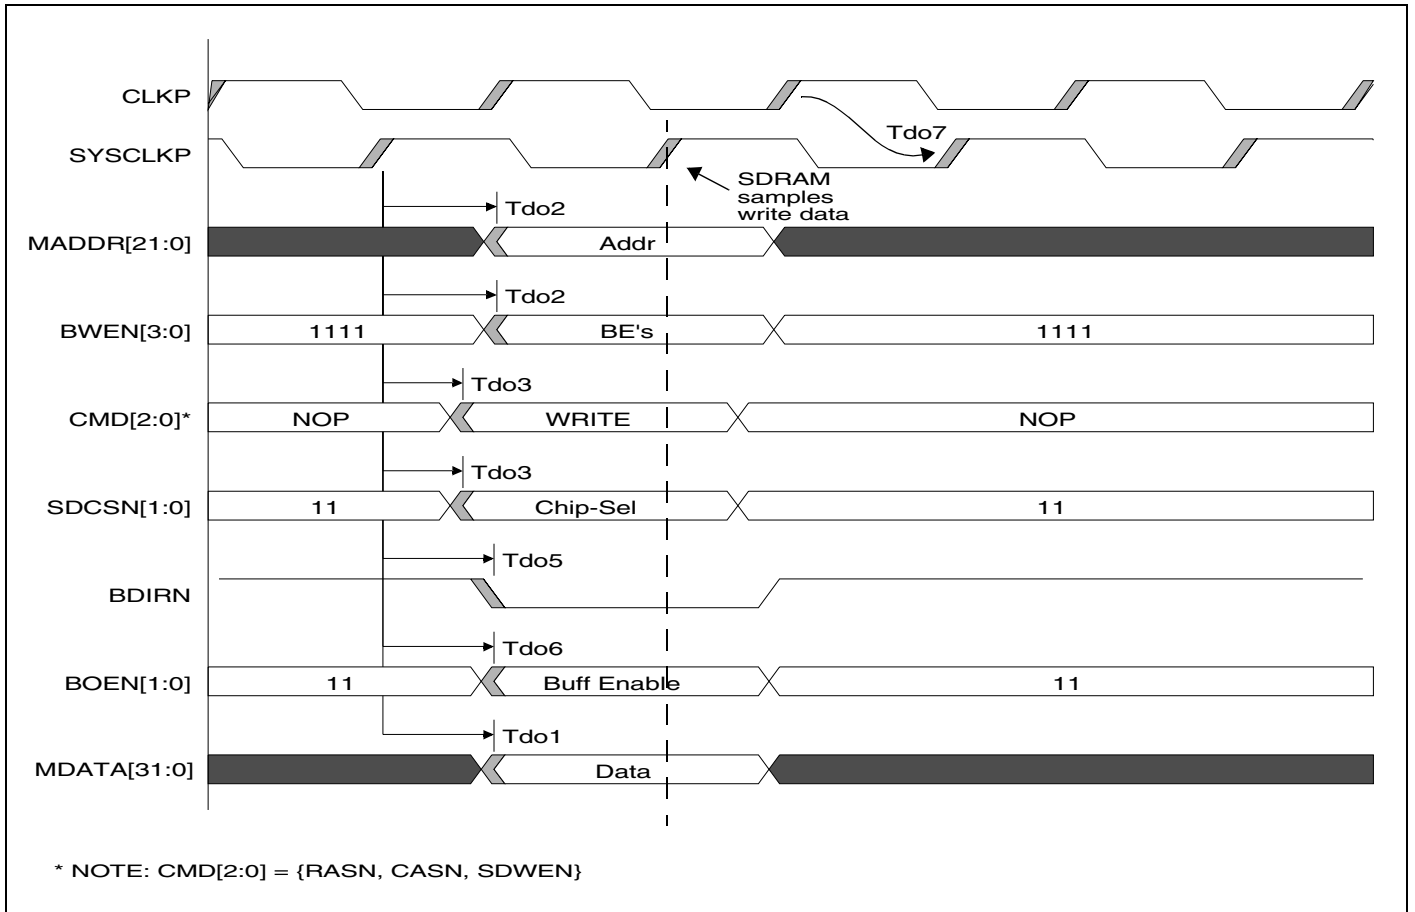 CLKP
Tdo7
SYSCLKP
SDRAM
samples
write data
Tdo2
MADDR[21:0] Addr
Tdo2
BWEN[3:0] 1111 BE's 1111
Tdo3
CMD[2:0]* NOP WRITE NOP
Tdo3
SDCSN[1:0] 11 Chip-Sel 11
Tdo5
BDIRN
Tdo6
BOEN[1:0] 11 Buff Enable 11
Tdo1
MDATA[31:0] Data
* NOTE: CMD[2:0] = {RASN, CASN, SDWEN}